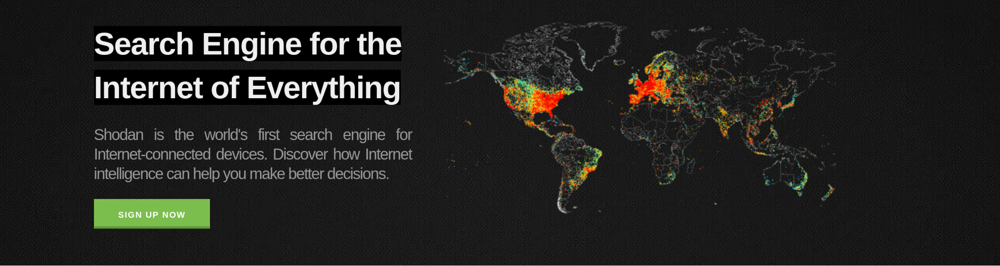 Search Engine for the
Internet of Everything
Shodan is the world's first search engine for
Internet-connected devices. Discover how Internet
intelligence can help you make better decisions.
SIGN UP NOW